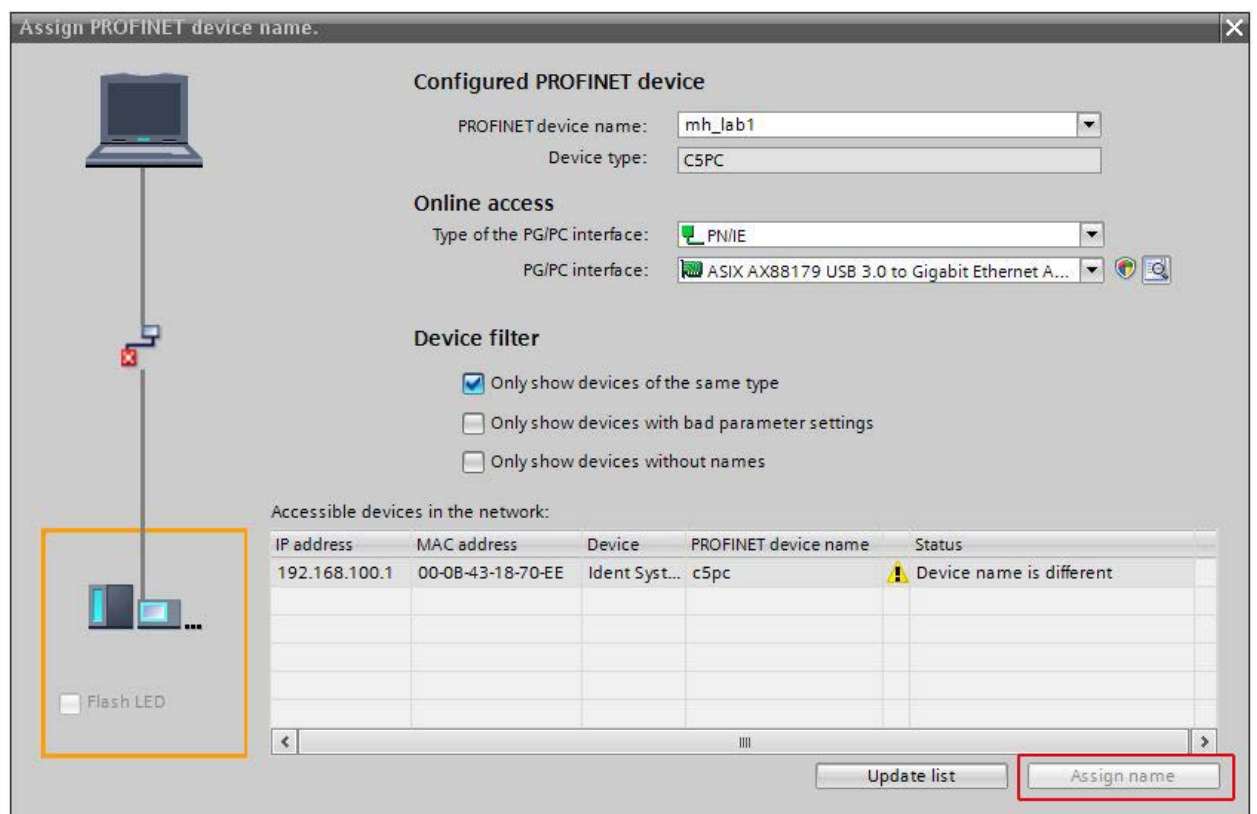 Assign PROFINET device name.
Configured PROFINET device
PROFINET device name: mh_lab1
Device type: C5PC
Online access
Type of the PG/PC interface: PN/IE
PG/PC interface: ASIX AX88179 USB 3.0 to Gigabit Ethernet A...
Device filter
Only show devices of the same type
Only show devices with bad parameter settings
Only show devices without names
Accessible devices in the network:
IP address MAC address Device PROFINET device name Status
192.168.100.1 00-0B-43-18-70-EE Ident Syst... c5pc Device name is different
Flash LED
Update list Assign name